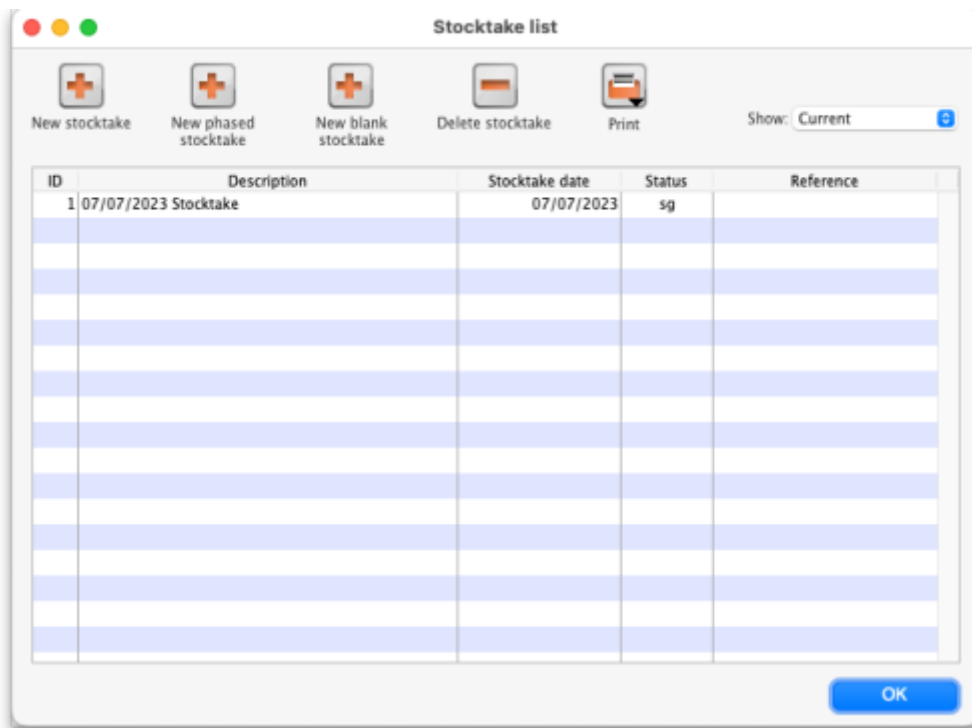 Stocktake list
New stocktake
New phased
stocktake
New blank
stocktake
Delete stocktake
Print
Show: Current
ID Description Stocktake date Status Reference
1 07/07/2023 Stocktake 07/07/2023 sg
OK